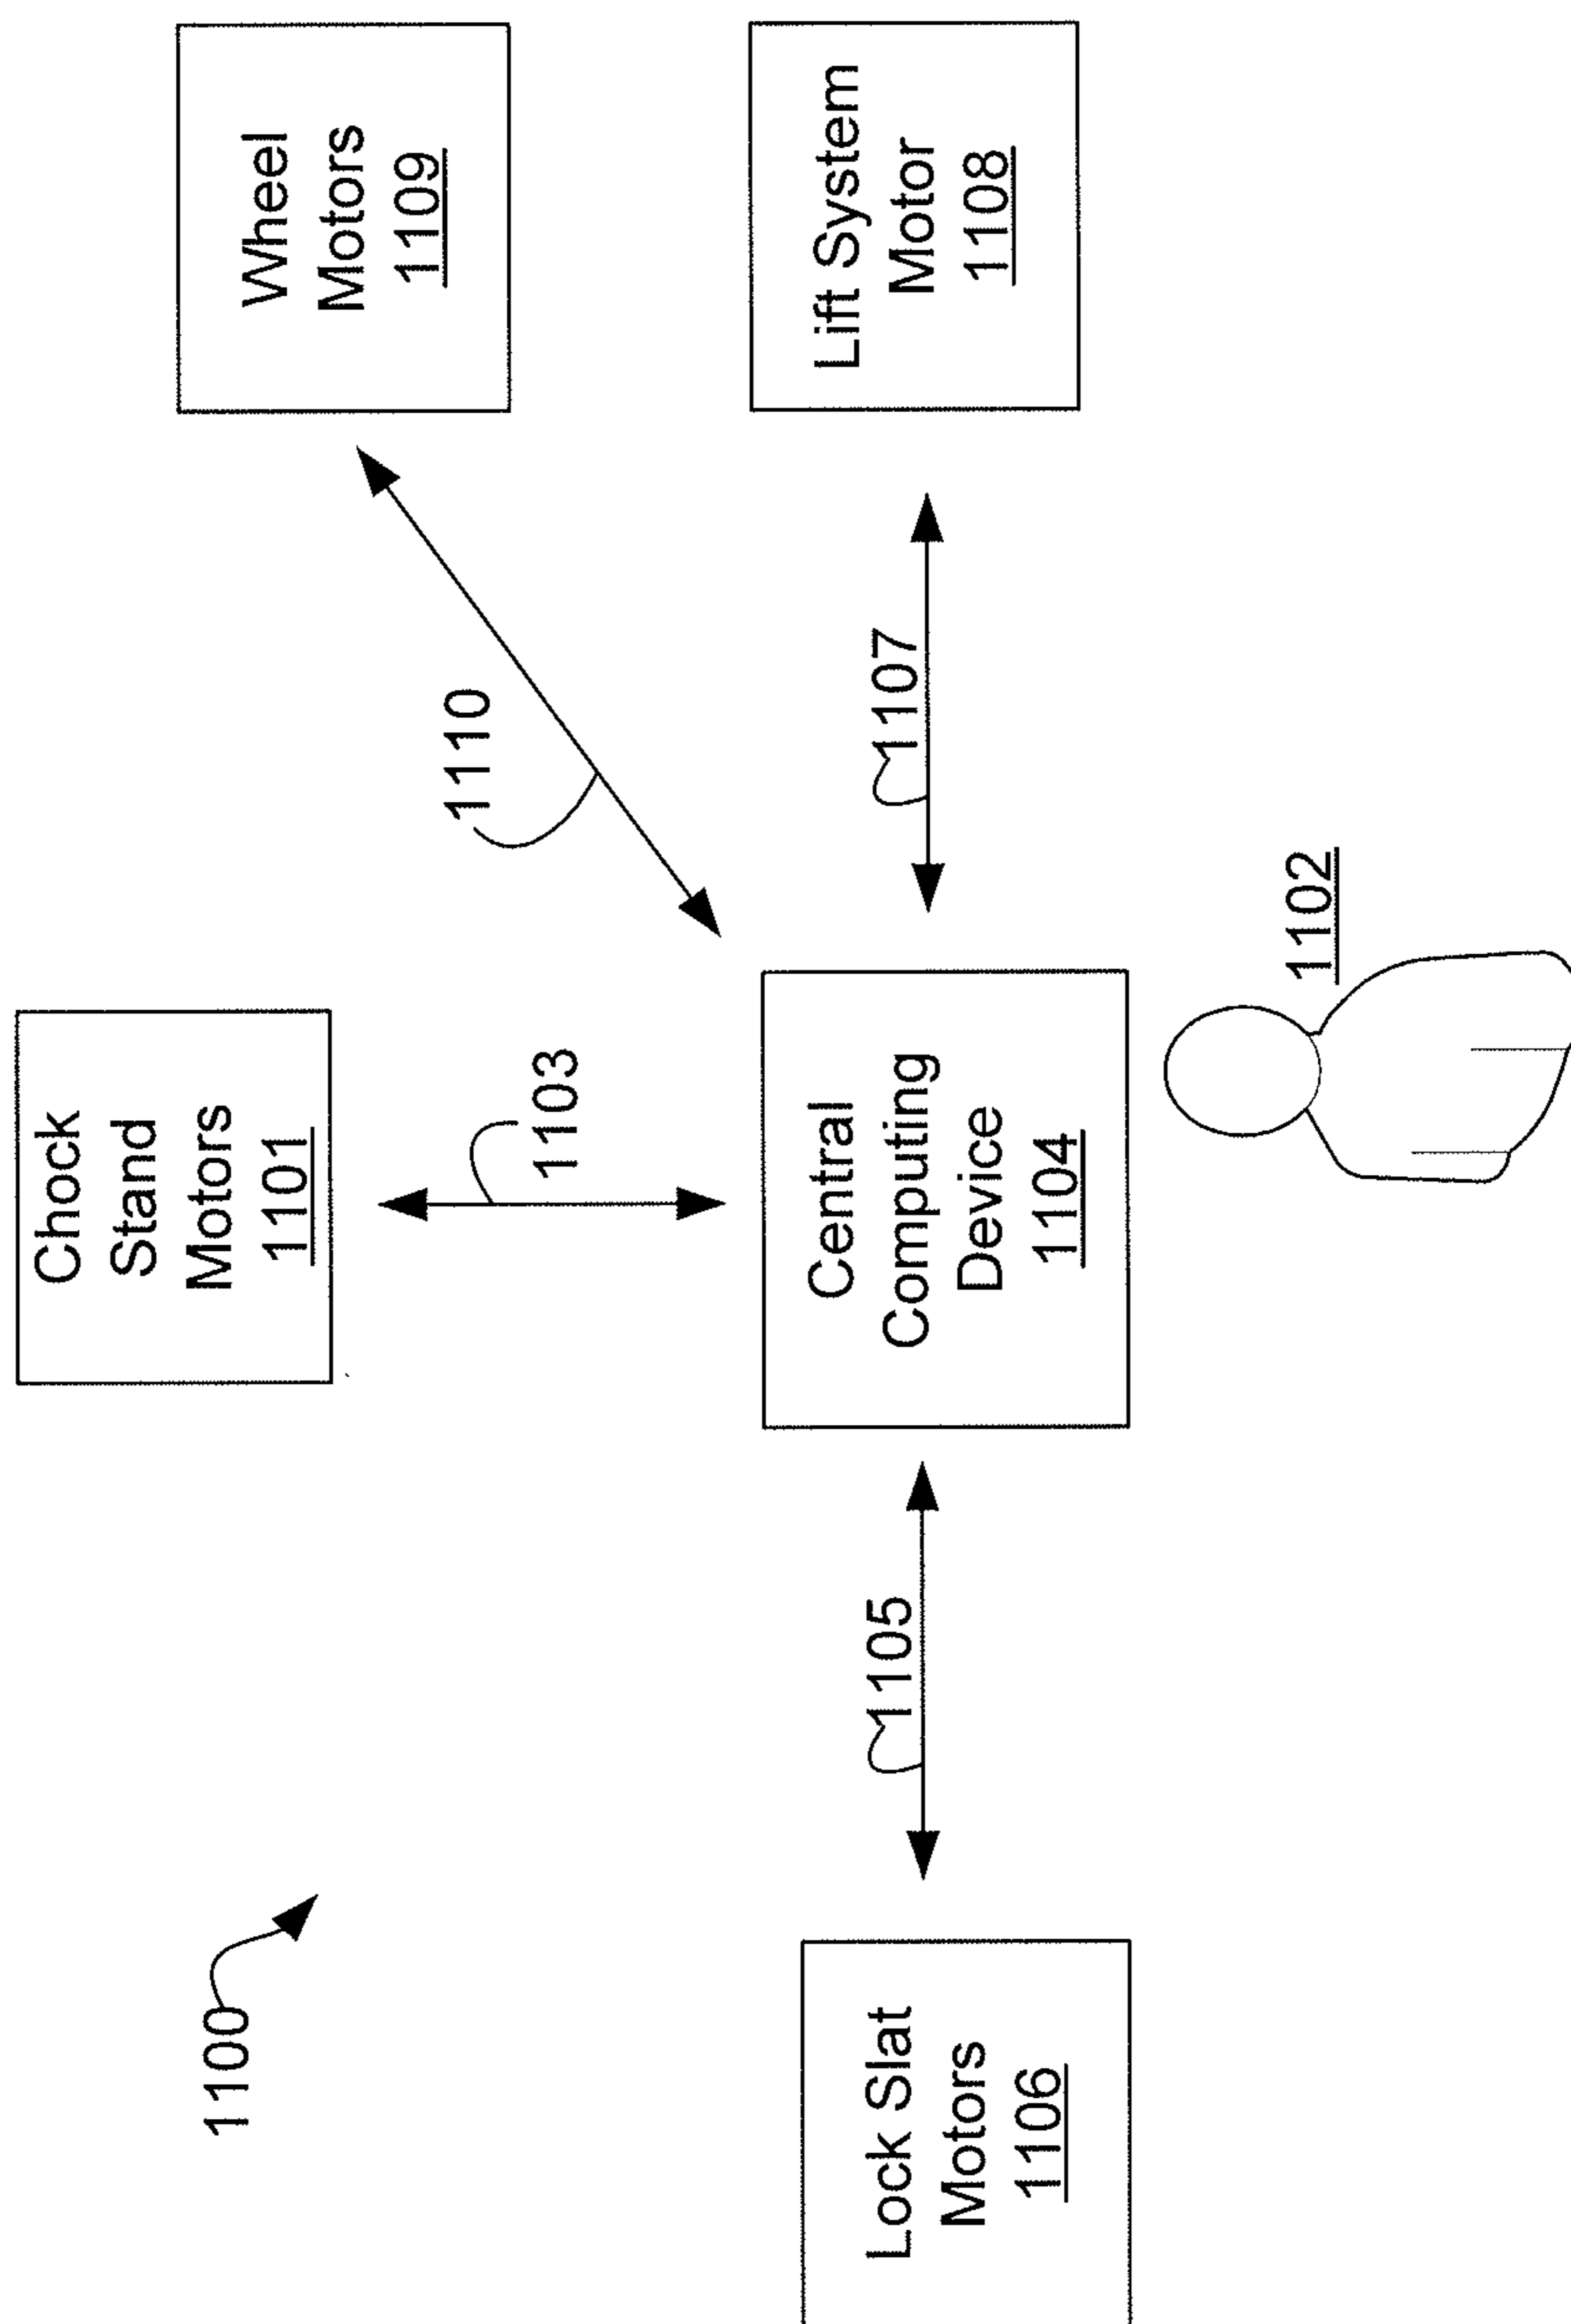 1100
Chock
Stand
Motors
1101
Wheel
Motors
1109
1103
1110
Lock Slat
Motors
1106
1105
Central
Computing
Device
1104
1107
Lift System
Motor
1108
1102